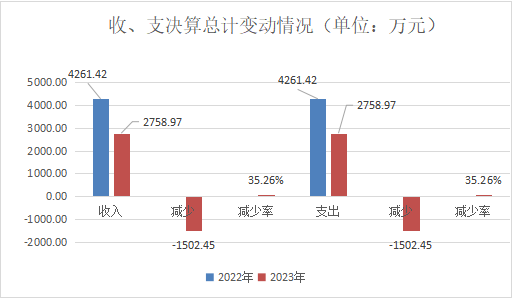 收、支决算总计变动情况（单位：万元）
5000.00
4000.00
3000.00
2000.00
1000.00
0.00
-1000.00
-2000.00
4261.42
2758.97
-1502.45
35.26%
4261.42
2758.97
-1502.45
35.26%
收入
减少
减少率
支出
减少
减少率
2022年
2023年